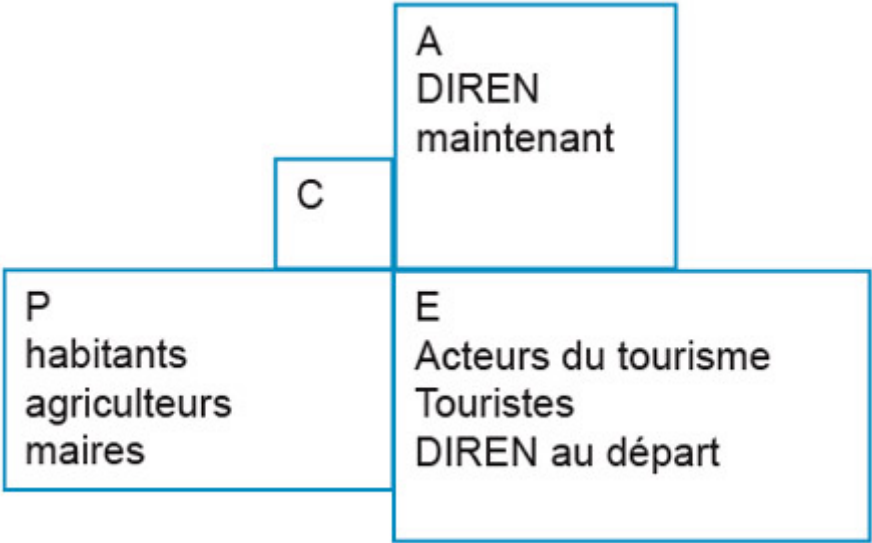 A
DIREN
maintenant
C
P
habitants
agriculteurs
maires
E
Acteurs du tourisme
Touristes
DIREN au départ